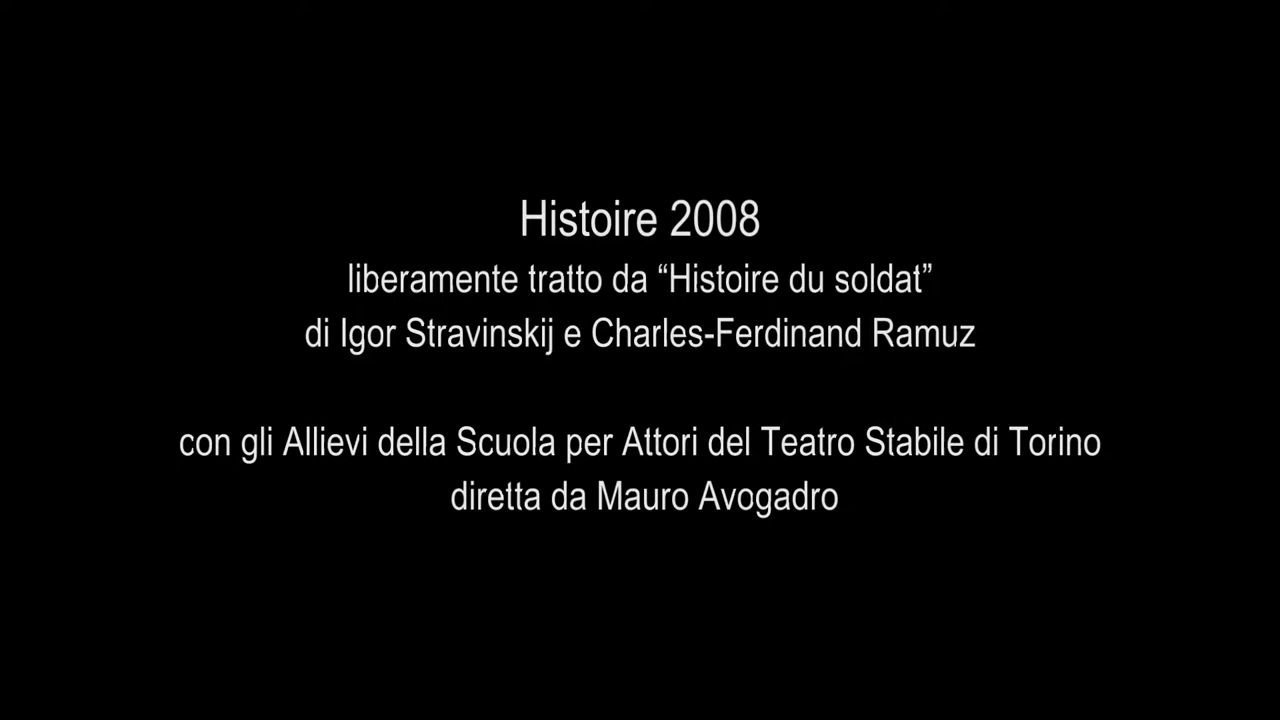 Histoire 2008
liberamente tratto da “Histoire du soldat”
di Igor Stravinskij e Charles-Ferdinand Ramuz
con gli Allievi della Scuola per Attori del Teatro Stabile di Torino
diretta da Mauro Avogadro